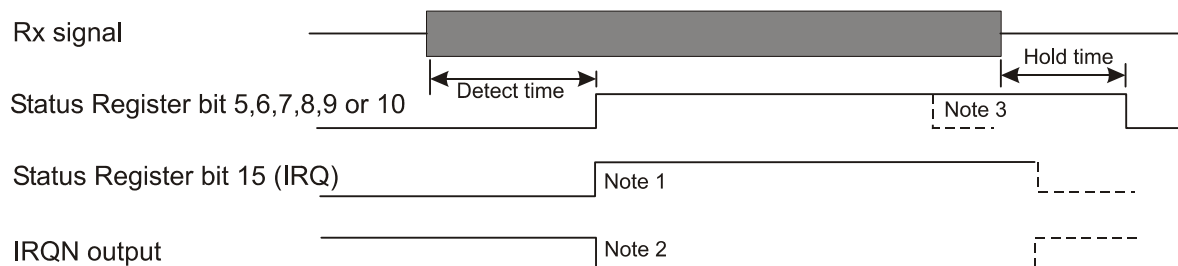 Rx signal
Hold time
Detect time
Status Register bit 5,6,7,8,9 or 10
Note 3
Status Register bit 15 (IRQ)
Note 1
IRQN output
Note 2